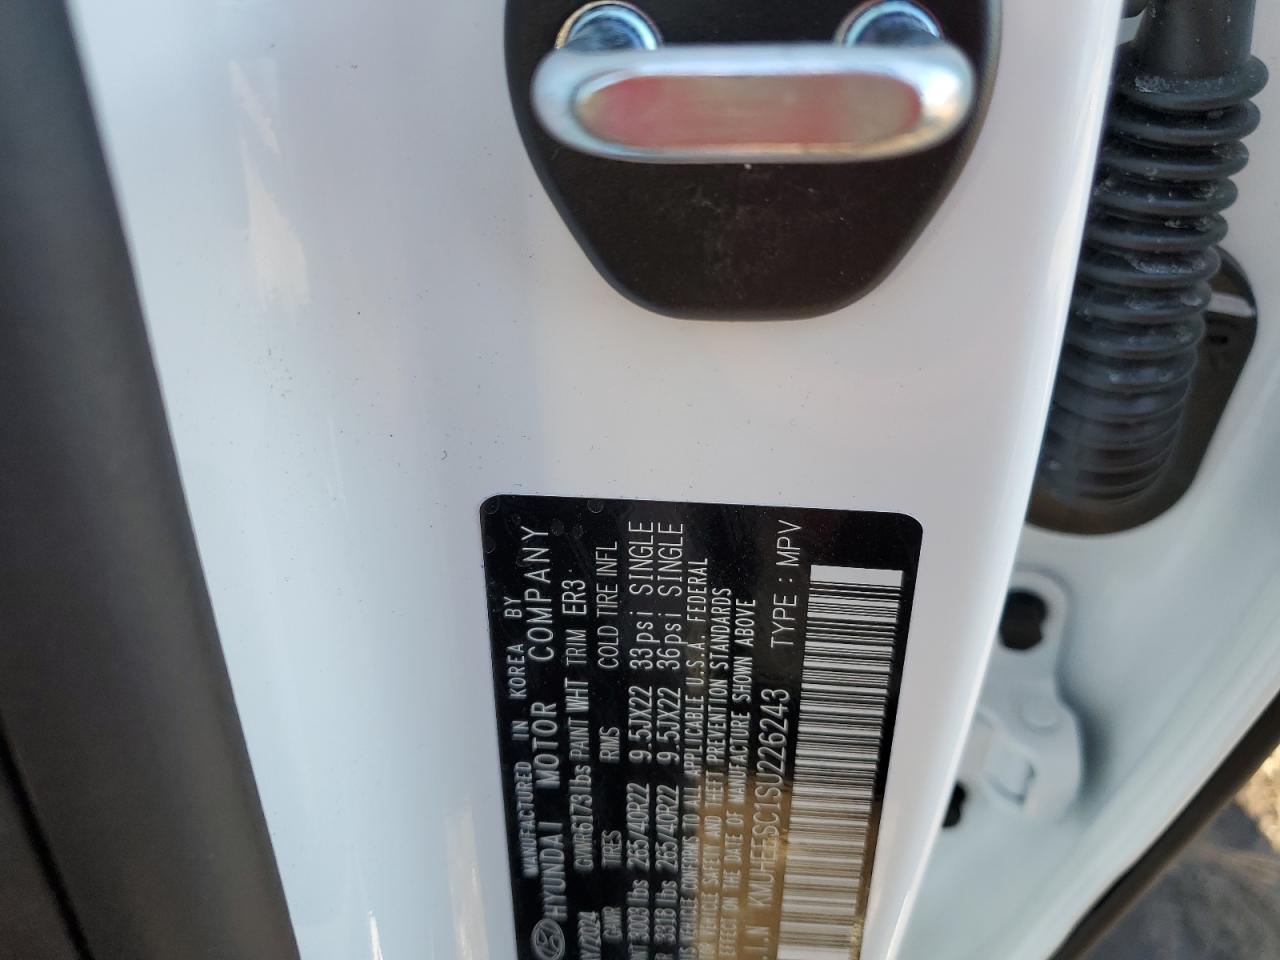 MANUFACTURED IN KOREA BY
HYUNDAI MOTOR COMPANY
2024 GVWR 6173 lbs PAINT WHT TRIM ER3
GAWR TIRES RIMS COLD TIRE INFL
3003 lbs 265/40R22 9.5JX22 33psi SINGLE
3318 lbs 265/40R22 9.5JX22 36psi SINGLE
VEHICLE CONFORMS TO ALL APPLICABLE U.S.A. FEDERAL
VEHICLE SAFETY AND THEFT PREVENTION STANDARDS
EFFECT ON THE DATE OF MANUFACTURE SHOWN ABOVE
TYPE : MPV